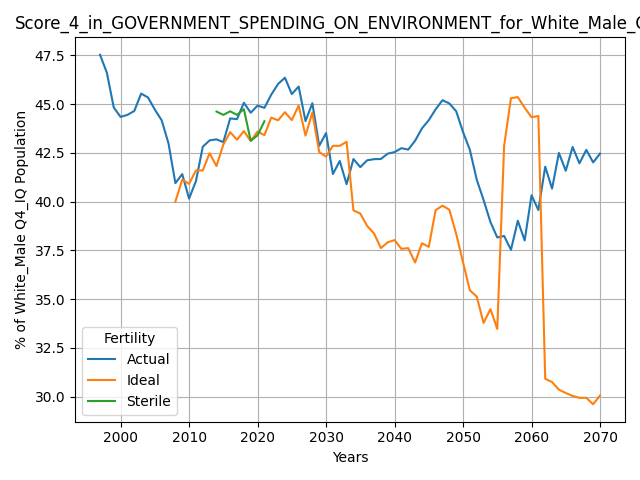 Score_4_in_GOVERNMENT_SPENDING_ON_ENVIRONMENT_for_White_Male_
% of White_Male Q4_IQ Population
47.5
45.0
42.5
40.0
37.5
35.0
32.5
30.0
Fertility
Actual
Ideal
Sterile
2000
2010
2020
2030
2040
2050
2060
2070
Years